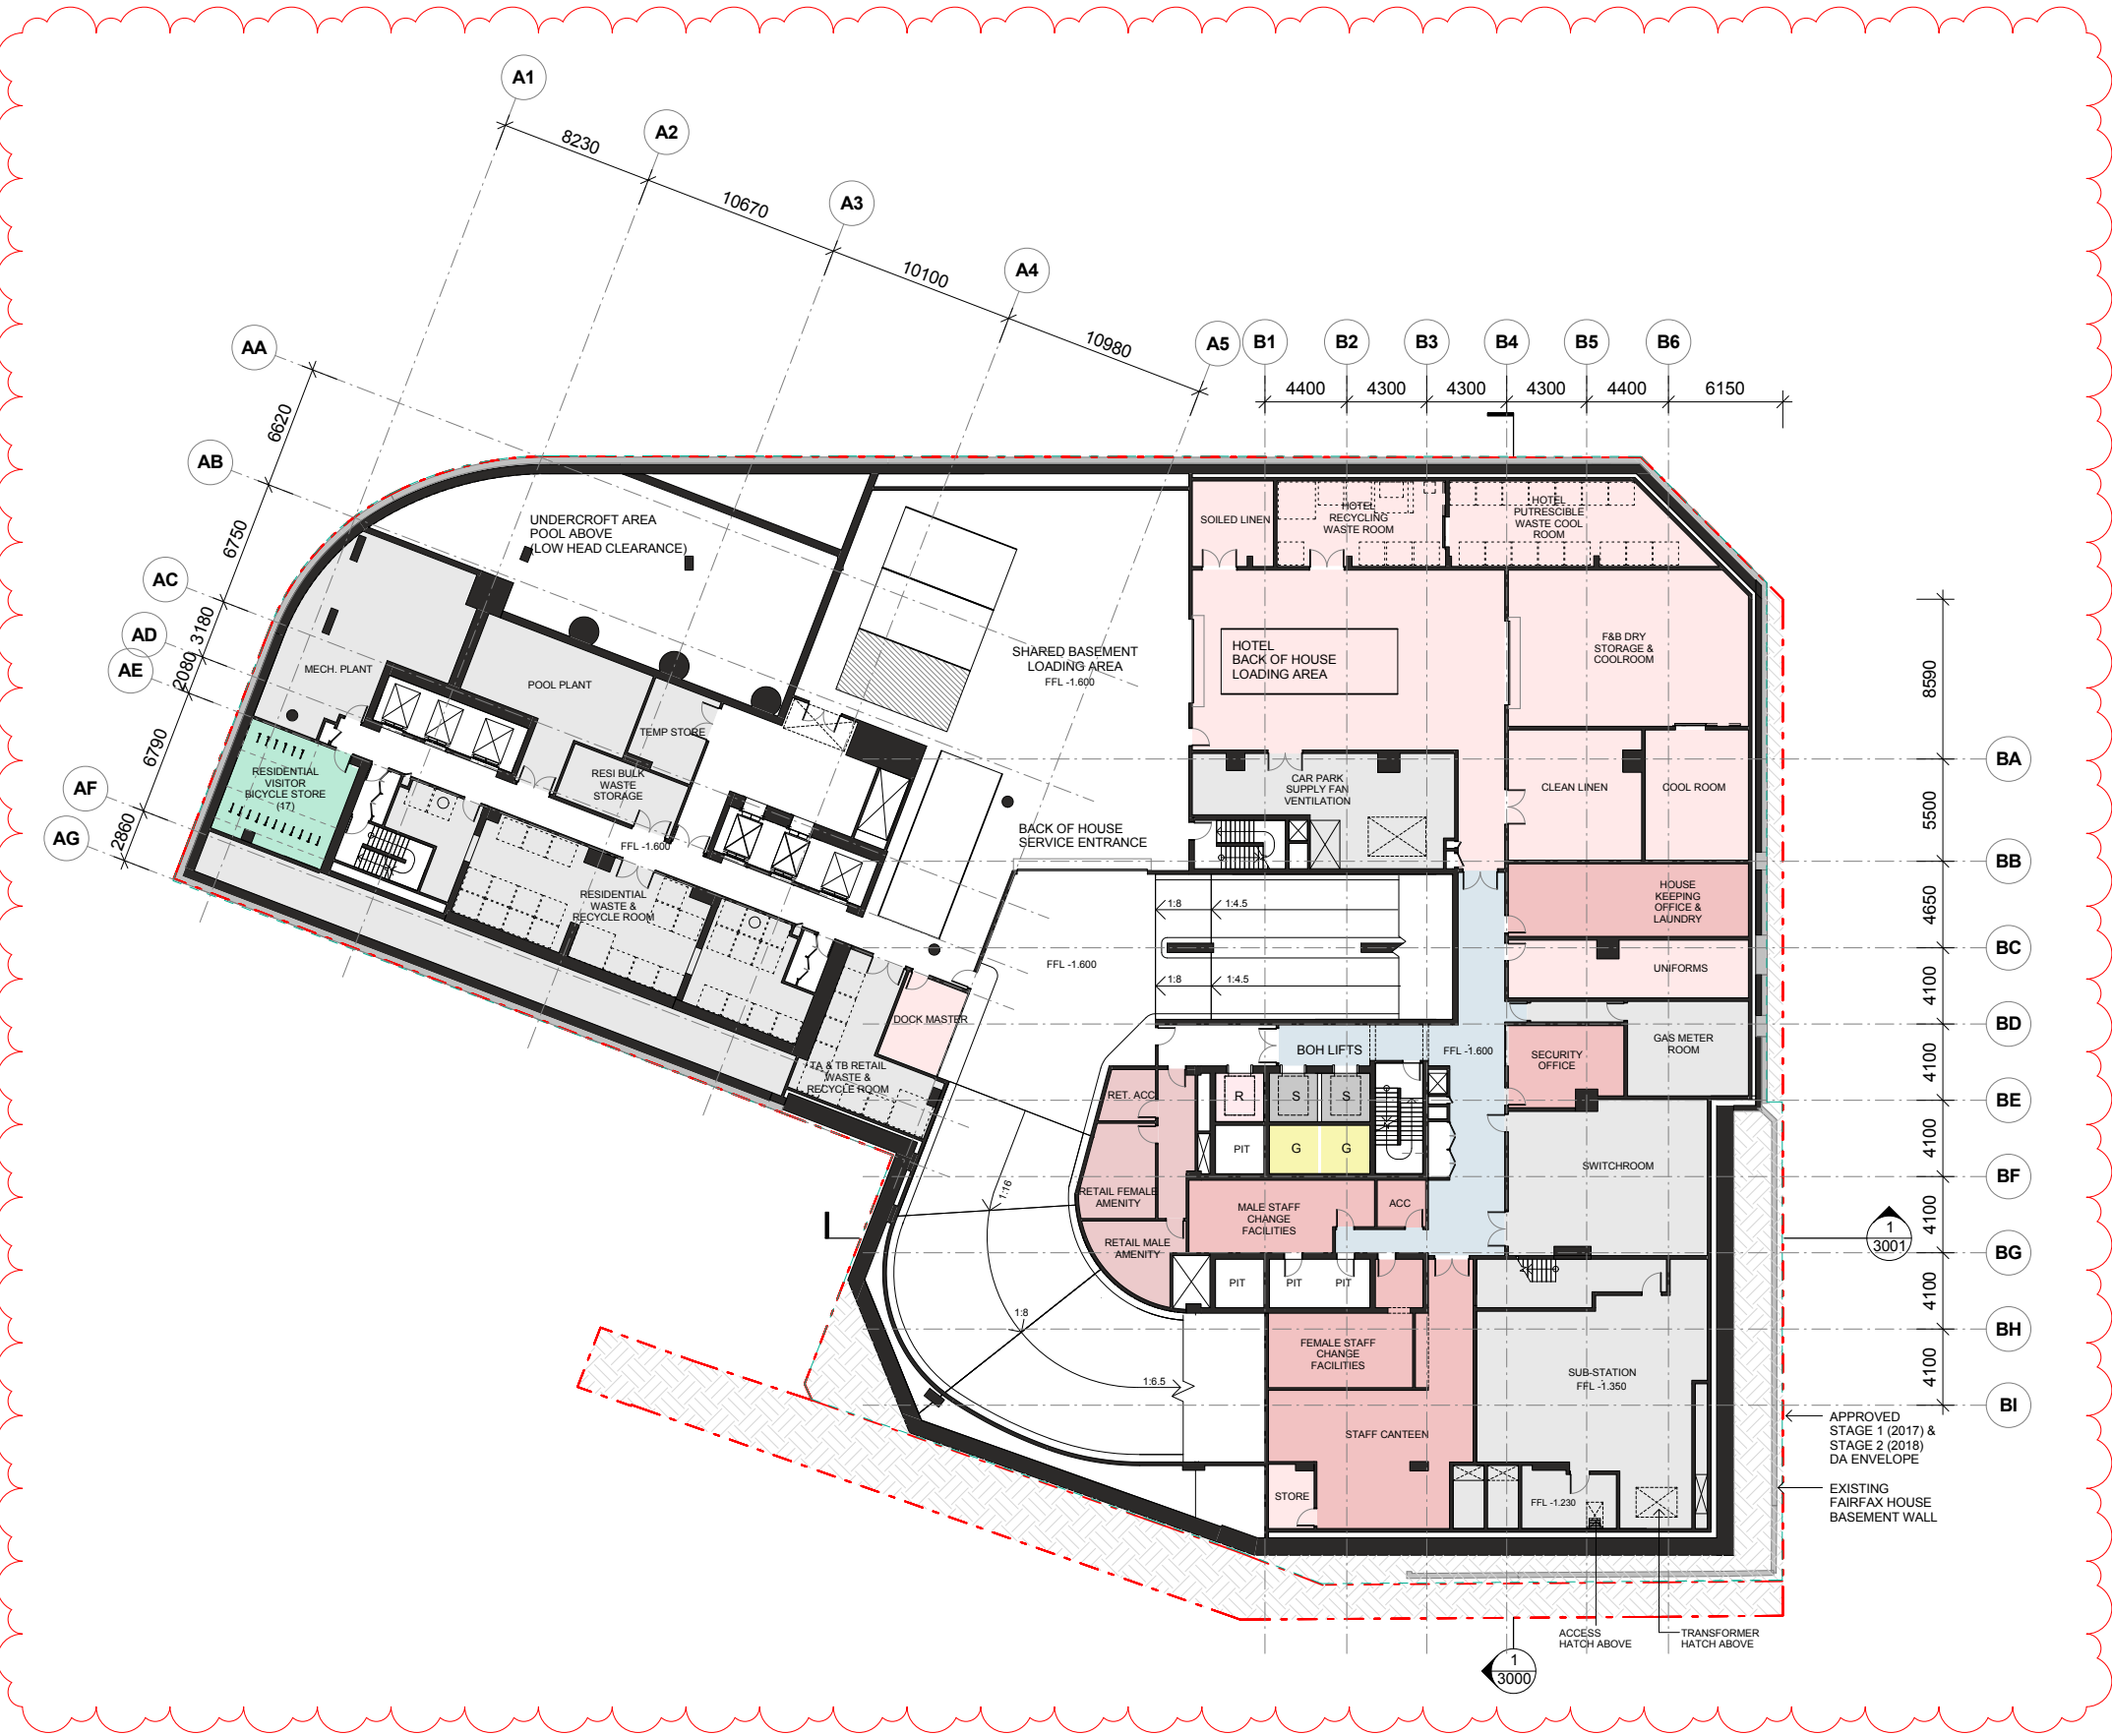 A1
A2
A3
A4
A5
B1
B2
B3
B4
B5
B6
8230
10670
10100
10980
4400
4300
4300
4300
4400
6150
AA
AB
AC
AD
AE
AF
AG
6620
6750
3180
2080
6790
2860
BA
BB
BC
BD
BE
BF
BG
BH
BI
8590
5500
4650
4100
4100
4100
4100
4100
4100
UNDERCROFT AREA
POOL ABOVE
(LOW HEAD CLEARANCE)
MECH. PLANT
POOL PLANT
TEMP STORE
RESI BULK
WASTE
STORAGE
RESIDENTIAL
VISITOR
BICYCLE STORE
(17)
FFL -1.600
RESIDENTIAL
WASTE &
RECYCLE ROOM
DOCK MASTER
TA & TB RETAIL
WASTE &
RECYCLE ROOM
SHARED BASEMENT
LOADING AREA
FFL -1.600
BACK OF HOUSE
SERVICE ENTRANCE
FFL -1.600
SOILED LINEN
HOTEL
RECYCLING
WASTE ROOM
HOTEL
PUTRESCIBLE
WASTE COOL
ROOM
HOTEL
BACK OF HOUSE
LOADING AREA
F&B DRY
STORAGE &
COOLROOM
CAR PARK
SUPPLY FAN
VENTILATION
CLEAN LINEN
COOL ROOM
HOUSE
KEEPING
OFFICE &
LAUNDRY
UNIFORMS
GAS METER
ROOM
SECURITY
OFFICE
1:8
1:4.5
1:8
1:4.5
BOH LIFTS
FFL -1.600
RET. ACC
R
S
S
PIT
G
G
RETAIL FEMALE
AMENITY
RETAIL MALE
AMENITY
MALE STAFF
CHANGE
FACILITIES
ACC
SWITCHROOM
PIT
PIT
PIT
1:16
1:8
1:6.5
FEMALE STAFF
CHANGE
FACILITIES
SUB-STATION
FFL -1.350
STAFF CANTEEN
STORE
FFL -1.230
1
3001
APPROVED
STAGE 1 (2017) &
STAGE 2 (2018)
DA ENVELOPE
EXISTING
FAIRFAX HOUSE
BASEMENT WALL
ACCESS
HATCH ABOVE
TRANSFORMER
HATCH ABOVE
1
3000